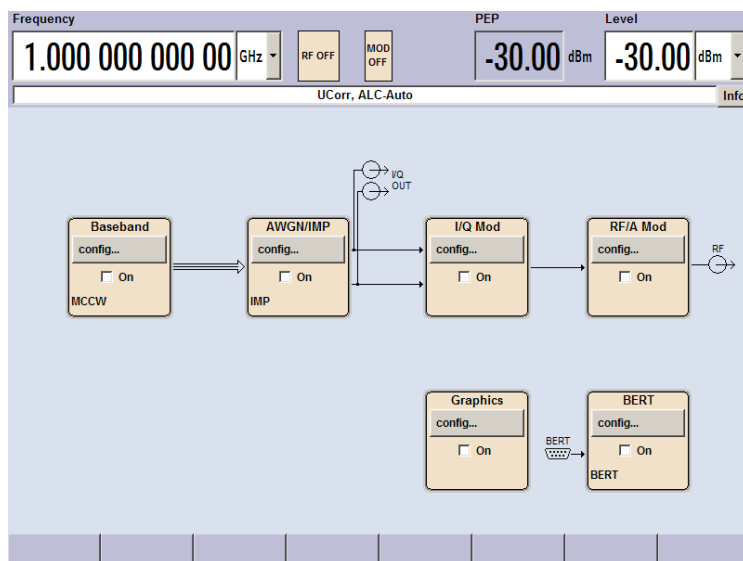 Frequency PEP Level
1.000 000 000 00 GHz RF OFF MOD OFF -30.00 dBm -30.00 dBm
UCorr, ALC-Auto Info
I/Q
OUT
Baseband AWGN/IMP I/Q Mod RF/A Mod
config... config... config... config... RF
On On On On
MCCW IMP
Graphics BERT
config... config...
BERT
On On
BERT